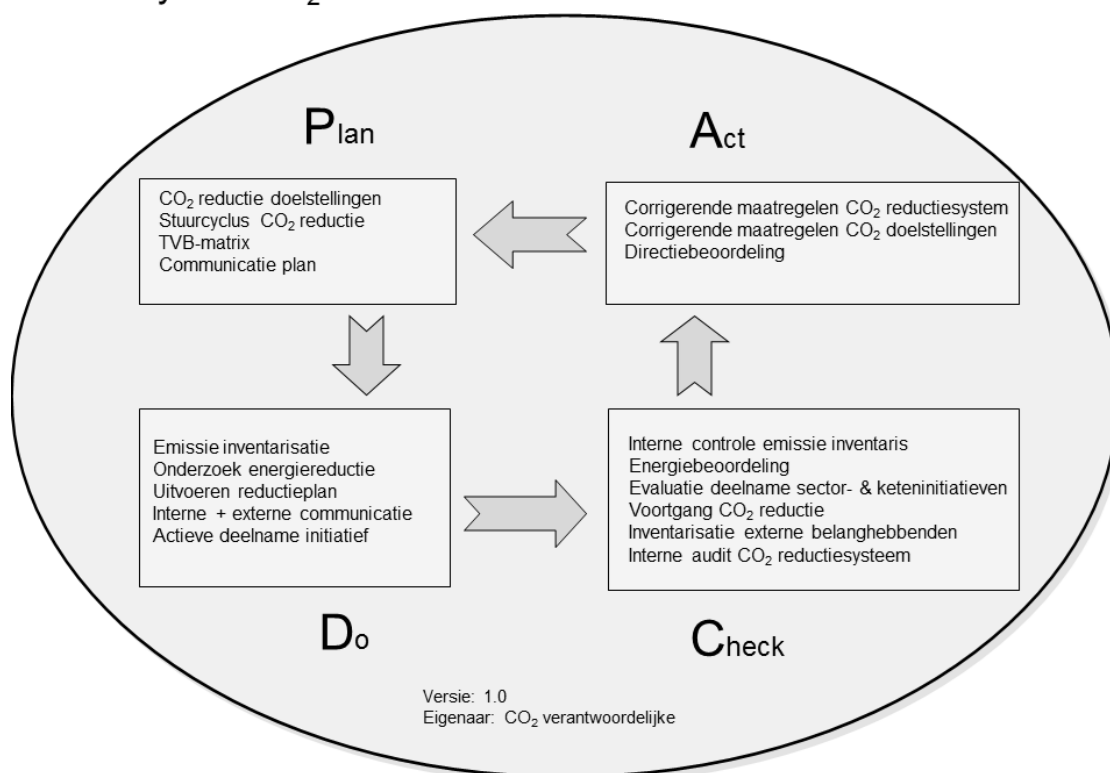 Plan
CO₂ reductie doelstellingen
Stuurcyclus CO₂ reductie
TVB-matrix
Communicatie plan
Act
Corrigerende maatregelen CO₂ reductiesystem
Corrigerende maatregelen CO₂ doelstellingen
Directiebeoordeling
Emissie inventarisatie
Onderzoek energiereductie
Uitvoeren reductieplan
Interne + externe communicatie
Actieve deelname initiatief
Do
Interne controle emissie inventaris
Energiebeoordeling
Evaluatie deelname sector- & keteninitiatieven
Voortgang CO₂ reductie
Inventarisatie externe belanghebbenden
Interne audit CO₂ reductiesysteem
Check
Versie: 1.0
Eigenaar: CO₂ verantwoordelijke